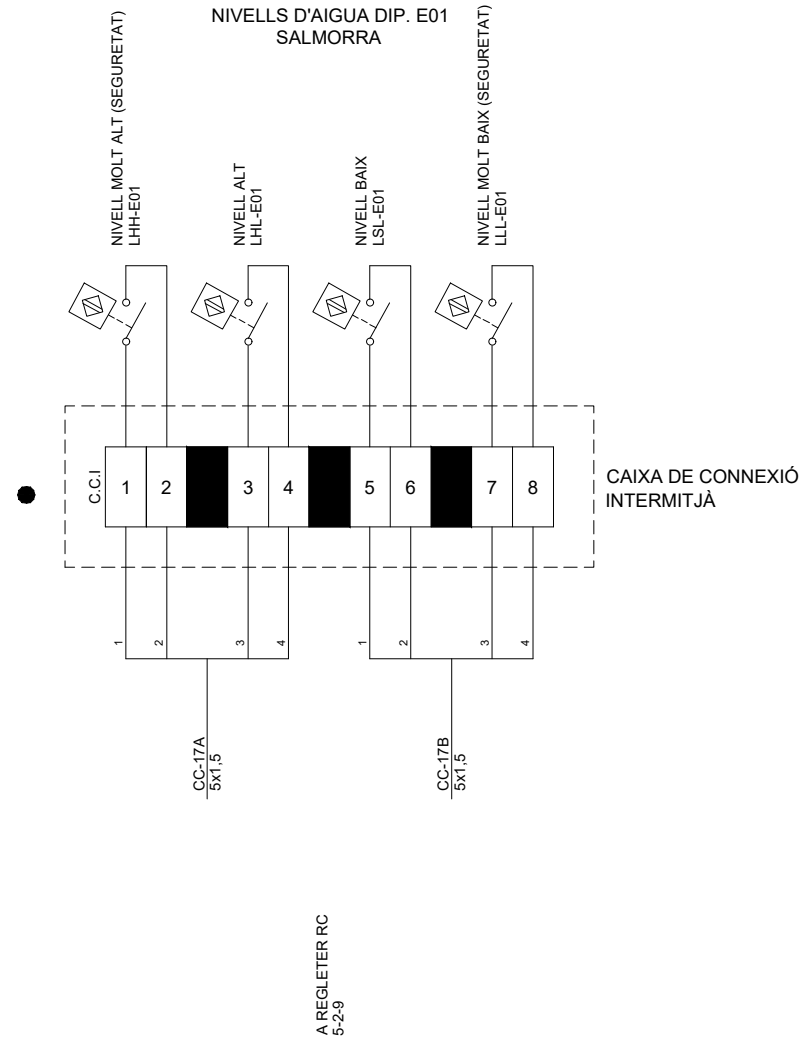 NIVELLS D'AIGUA DIP. E01
SALMORRA
NIVELL MOLT ALT (SEGURETAT)
LHH-E01
NIVELL ALT
LHL-E01
NIVELL BAIX
LSL-E01
NIVELL MOLT BAIX (SEGURETAT)
LLL-E01
C.C.I
1 2 3 4 5 6 7 8
CAIXA DE CONNEXIÓ
INTERMITJÀ
1 2 3 4 1 2 3 4
CC-17A
5x1,5
CC-17B
5x1,5
A REGLETER RC
5-2-9